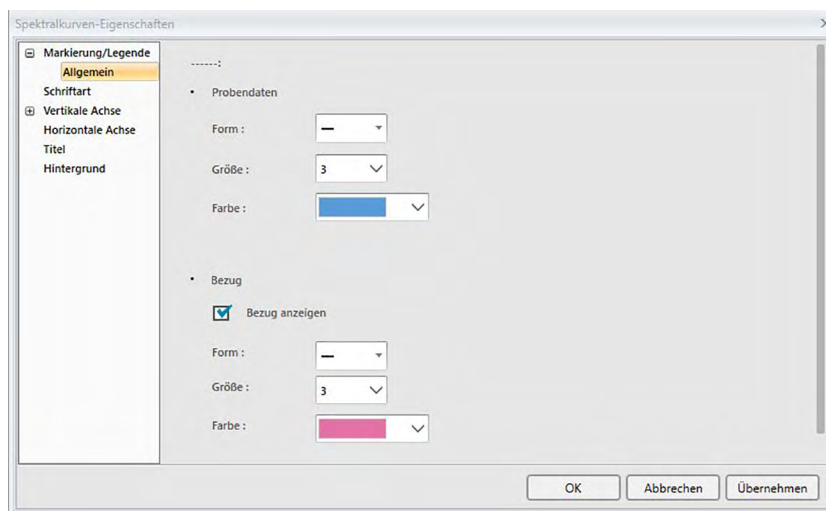 Spektralkurven-Eigenschaften
Markierung/Legende
Allgemein
Schriftart
Vertikale Achse
Horizontale Achse
Titel
Hintergrund
------:
• Probendaten
Form :
Größe :
3
Farbe :
• Bezug
Bezug anzeigen
Form :
Größe :
3
Farbe :
OK
Abbrechen
Übernehmen